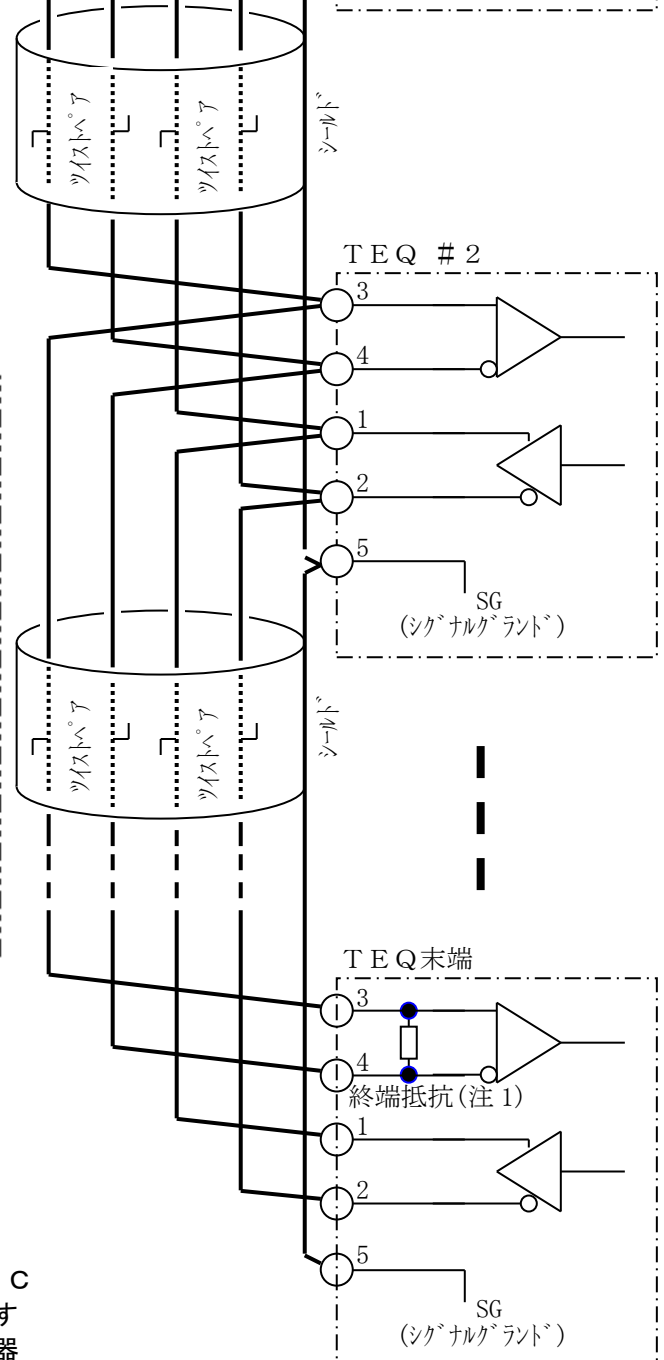 ツイストペア
ツイストペア
シールド
TEQ #2
3
4
1
2
5
SG
(シグナルグランド)
ツイストペア
ツイストペア
シールド
TEQ末端
3
4
終端抵抗(注1)
1
2
5
SG
(シグナルグランド)
C
す
器